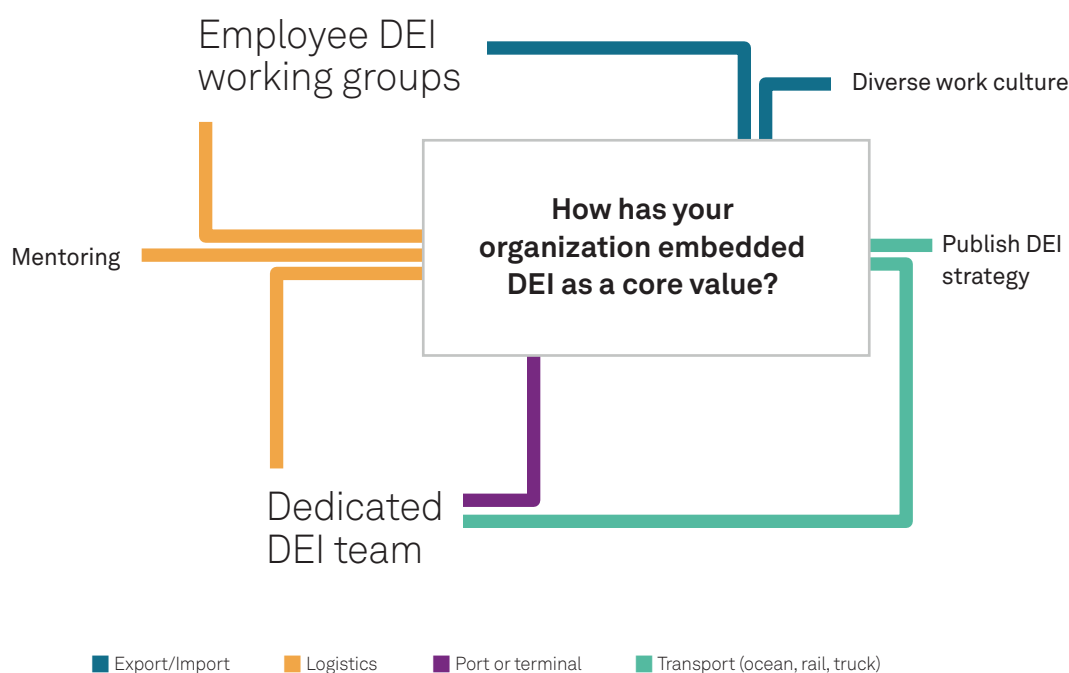 Employee DEI
working groups
Diverse work culture
How has your
organization embedded
DEI as a core value?
Mentoring
Publish DEI
strategy
Dedicated
DEI team
Export/Import
Logistics
Port or terminal
Transport (ocean, rail, truck)